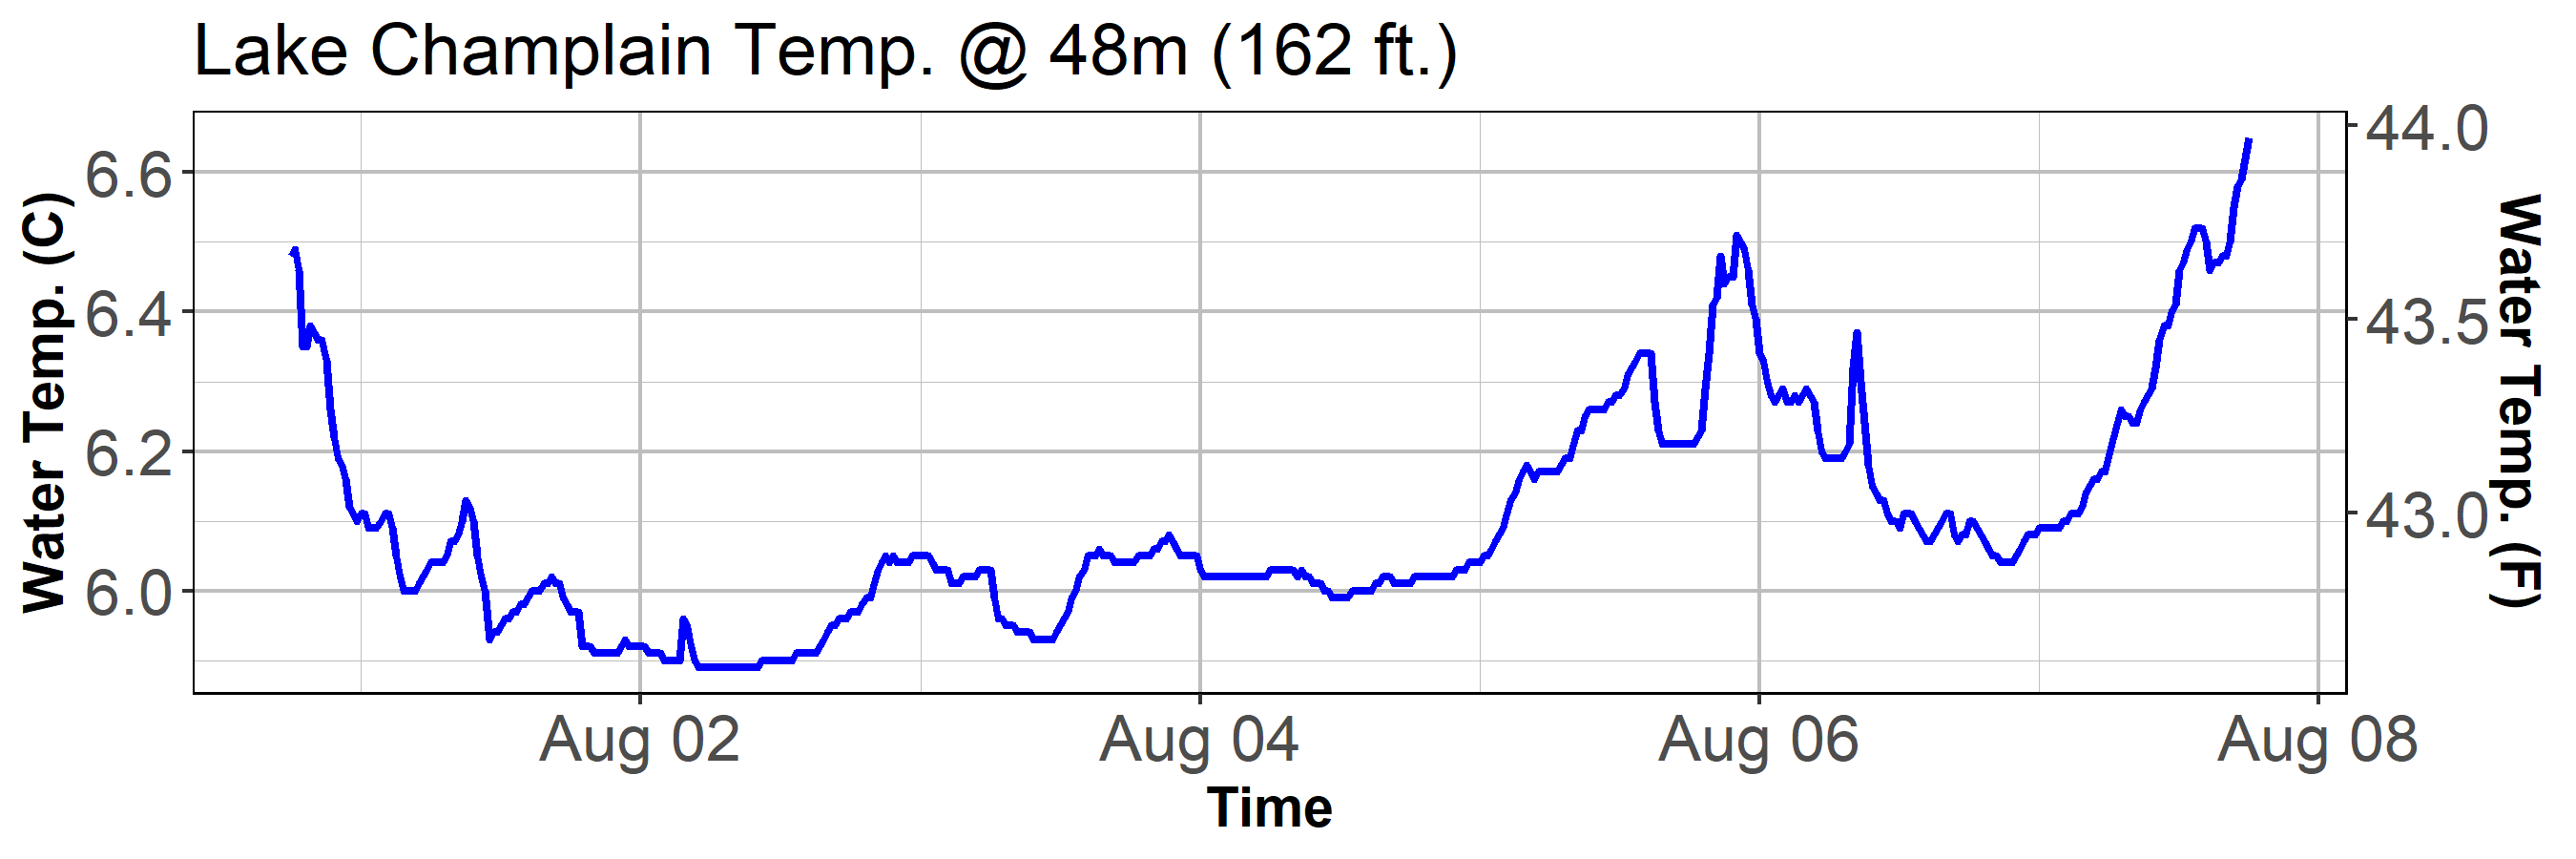 Lake Champlain Temp. @ 48m (162 ft.)
Water Temp. (C)
6.6
6.4
6.2
6.0
44.0
43.5
43.0
Water Temp. (F)
Aug 02 Aug 04 Aug 06 Aug 08
Time